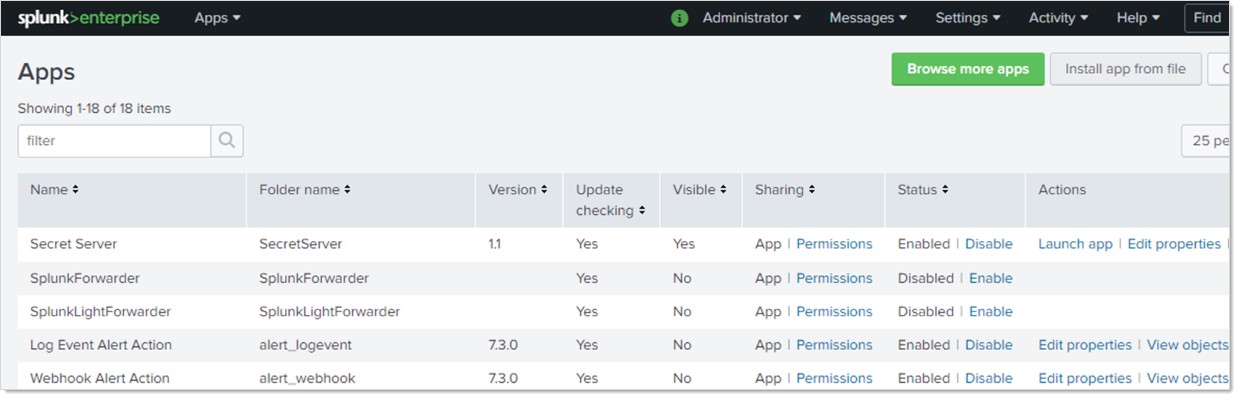 splunk>enterprise Apps Administrator Messages Settings Activity Help Find
Apps Browse more apps Install app from file
Showing 1-18 of 18 items
filter 25 pe
Name Folder name Version Update checking Visible Sharing Status Actions
Secret Server SecretServer 1.1 Yes Yes App | Permissions Enabled | Disable Launch app | Edit properties |
SplunkForwarder SplunkForwarder Yes No App | Permissions Disabled | Enable
SplunkLightForwarder SplunkLightForwarder Yes No App | Permissions Disabled | Enable
Log Event Alert Action alert_logevent 7.3.0 Yes No App | Permissions Enabled | Disable Edit properties | View objects
Webhook Alert Action alert_webhook 7.3.0 Yes No App | Permissions Enabled | Disable Edit properties | View objects